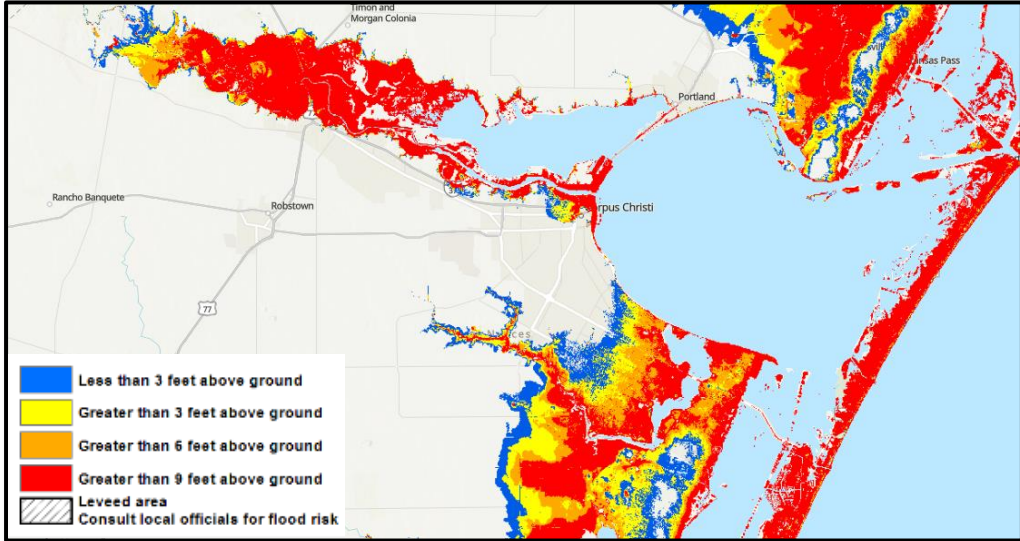 Timon and
Morgan Colonia
Portland
Pass
Rancho Banquete
Robstown
Christi
77
37
Less than 3 feet above ground
Greater than 3 feet above ground
Greater than 6 feet above ground
Greater than 9 feet above ground
Leveed area
Consult local officials for flood risk